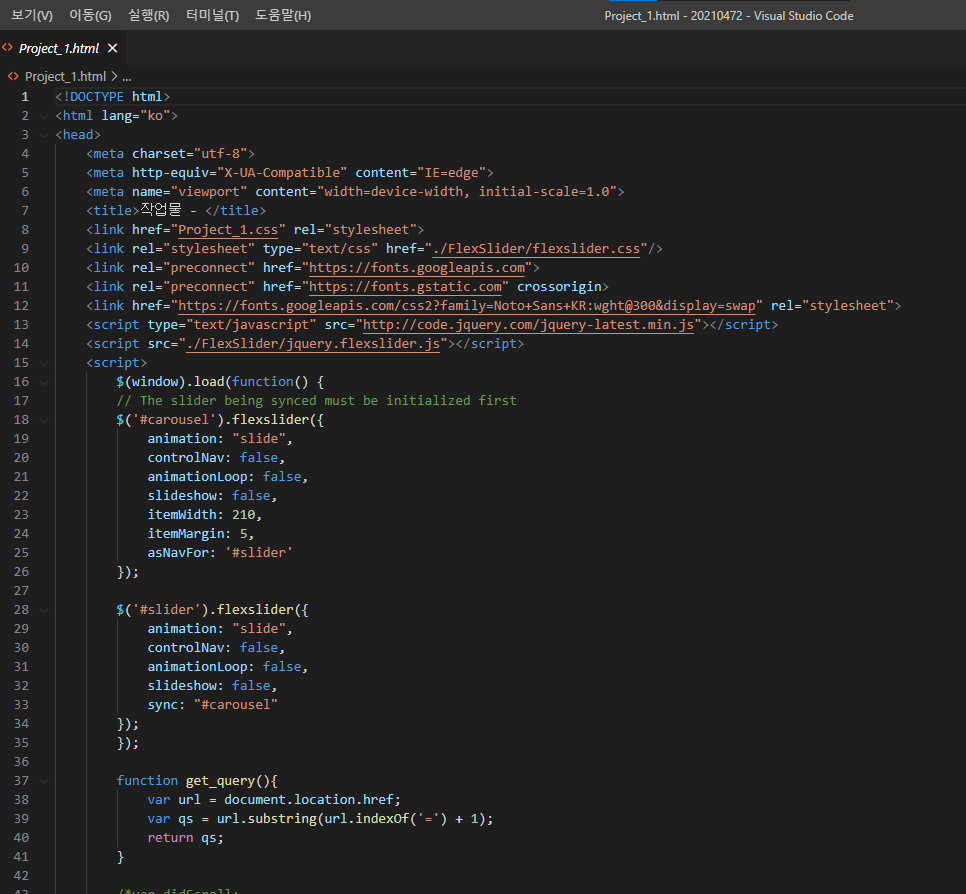 보기(V) 이동(G) 실행(R) 터미널(T) 도움말(H) Project_1.html - 20210472 - Visual Studio Code
<> Project_1.html ×
<> Project_1.html > ...
1 <!DOCTYPE html>
2 <html lang="ko">
3 <head>
4 <meta charset="utf-8">
5 <meta http-equiv="X-UA-Compatible" content="IE=edge">
6 <meta name="viewport" content="width=device-width, initial-scale=1.0">
7 <title>작업물 - </title>
8 <link href="Project_1.css" rel="stylesheet">
9 <link rel="stylesheet" type="text/css" href="./FlexSlider/flexslider.css"/>
10 <link rel="preconnect" href="https://fonts.googleapis.com">
11 <link rel="preconnect" href="https://fonts.gstatic.com" crossorigin>
12 <link href="https://fonts.googleapis.com/css2?family=Noto+Sans+KR:wght@300&display=swap" rel="stylesheet">
13 <script type="text/javascript" src="http://code.jquery.com/jquery-latest.min.js"></script>
14 <script src="./FlexSlider/jquery.flexslider.js"></script>
15 <script>
16 $(window).load(function() {
17 // The slider being synced must be initialized first
18 $('#carousel').flexslider({
19 animation: "slide",
20 controlNav: false,
21 animationLoop: false,
22 slideshow: false,
23 itemWidth: 210,
24 itemMargin: 5,
25 asNavFor: '#slider'
26 });
27
28 $('#slider').flexslider({
29 animation: "slide",
30 controlNav: false,
31 animationLoop: false,
32 slideshow: false,
33 sync: "#carousel"
34 });
35 });
36
37 function get_query(){
38 var url = document.location.href;
39 var qs = url.substring(url.indexOf('=') + 1);
40 return qs;
41 }
42
43 /*var didScroll;